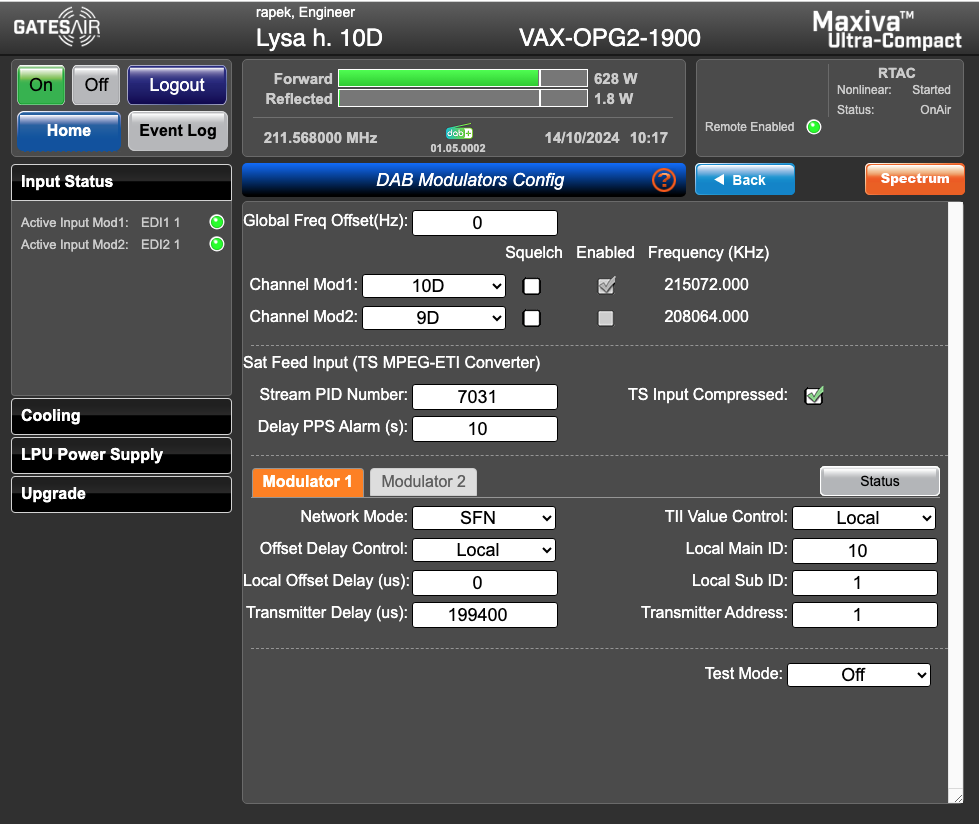 GATESAIR
rapek, Engineer
Lysa h. 10D
VAX-OPG2-1900
Maxiva™
Ultra-Compact
On
Off
Logout
Home
Event Log
Forward
628 W
Reflected
1.8 W
211.568000 MHz
dab+
01.05.0002
14/10/2024 10:17
RTAC
Nonlinear: Started
Status: OnAir
Remote Enabled
Input Status
Active Input Mod1: EDI1 1
Active Input Mod2: EDI2 1
Cooling
LPU Power Supply
Upgrade
DAB Modulators Config
?
Back
Spectrum
Global Freq Offset(Hz): 0
Squelch Enabled Frequency (KHz)
Channel Mod1: 10D 215072.000
Channel Mod2: 9D 208064.000
Sat Feed Input (TS MPEG-ETI Converter)
Stream PID Number: 7031 TS Input Compressed:
Delay PPS Alarm (s): 10
Modulator 1 Modulator 2 Status
Network Mode: SFN TII Value Control: Local
Offset Delay Control: Local Local Main ID: 10
Local Offset Delay (us): 0 Local Sub ID: 1
Transmitter Delay (us): 199400 Transmitter Address: 1
Test Mode: Off